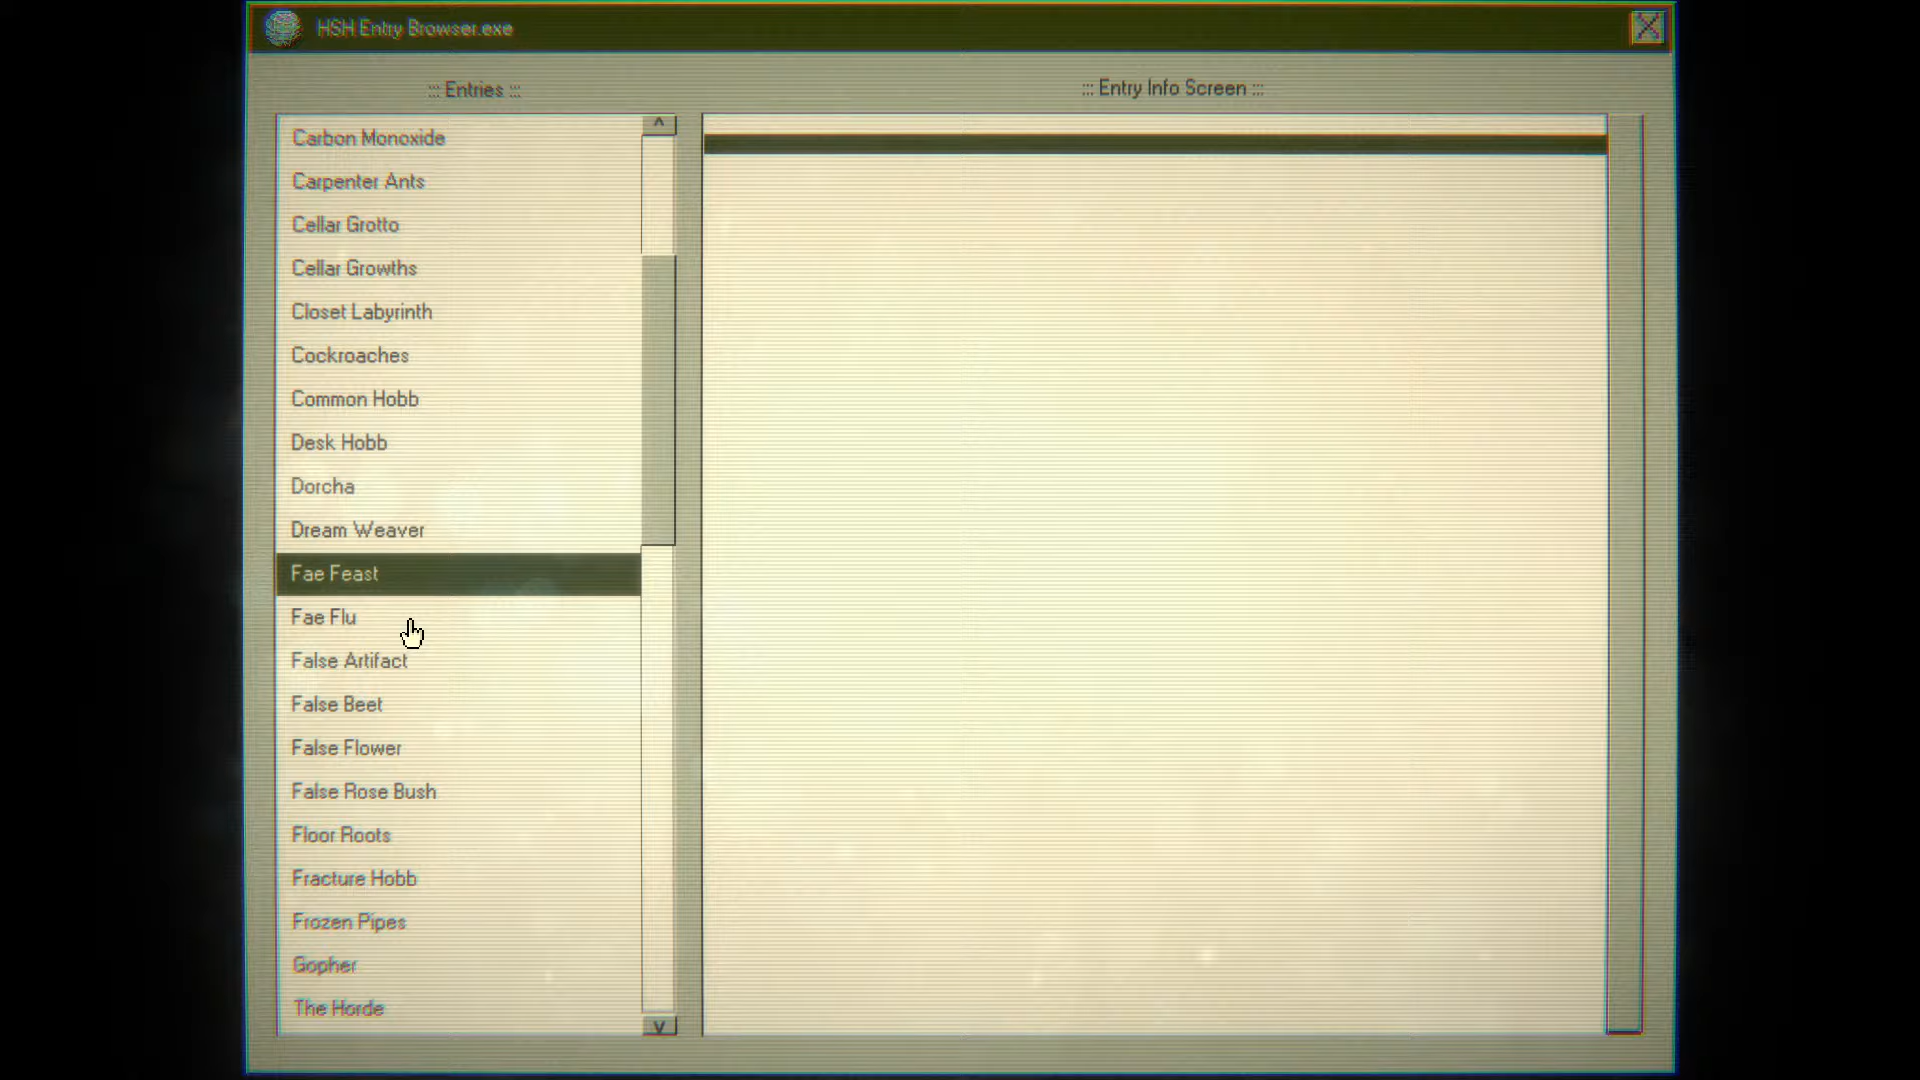 HSH Entry Browser.exe
::: Entries :::
::: Entry Info Screen :::
Carbon Monoxide
Carpenter Ants
Cellar Grotto
Cellar Growths
Closet Labyrinth
Cockroaches
Common Hobb
Desk Hobb
Dorcha
Dream Weaver
Fae Feast
Fae Flu
False Artifact
False Beet
False Flower
False Rose Bush
Floor Roots
Fracture Hobb
Frozen Pipes
Gopher
The Horde